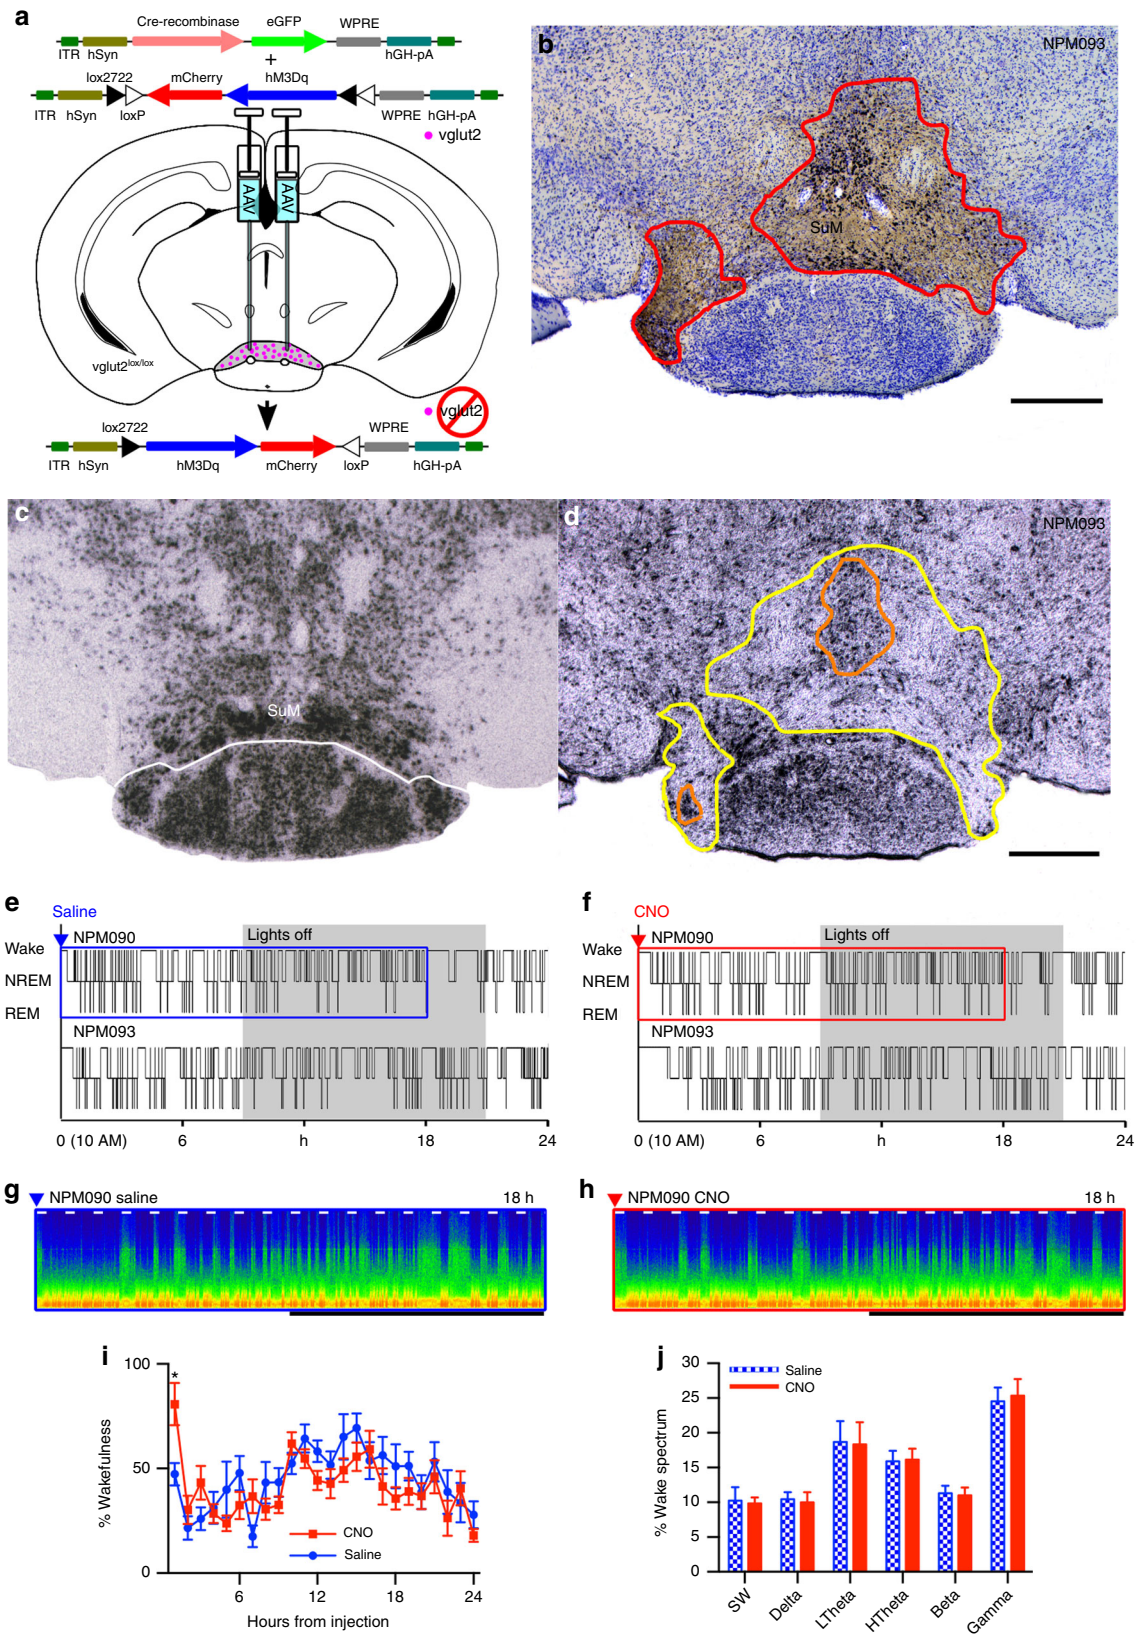 a
Cre-recombinase eGFP WPRE
ITR hSyn hGH-pA
+
lox2722 mCherry hM3Dq
ITR hSyn loxP WPRE hGH-pA
vglut2
AAV AAV
vglut2lox/lox
vglut2
lox2722 WPRE
ITR hSyn hM3Dq mCherry loxP hGH-pA
b NPM093
SuM
c
SuM
d NPM093
e
Saline
NPM090 Lights off
Wake
NREM
REM
NPM093
0 (10 AM) 6 h 18 24
f
CNO
NPM090 Lights off
Wake
NREM
REM
NPM093
0 (10 AM) 6 h 18 24
g NPM090 saline 18 h
h NPM090 CNO 18 h
i
100
*
50
0
% Wakefulness
CNO
Saline
6 12 18 24
Hours from injection
j
30
25
20
15
10
5
0
% Wake spectrum
Saline
CNO
SW Delta LTheta HTheta Beta Gamma